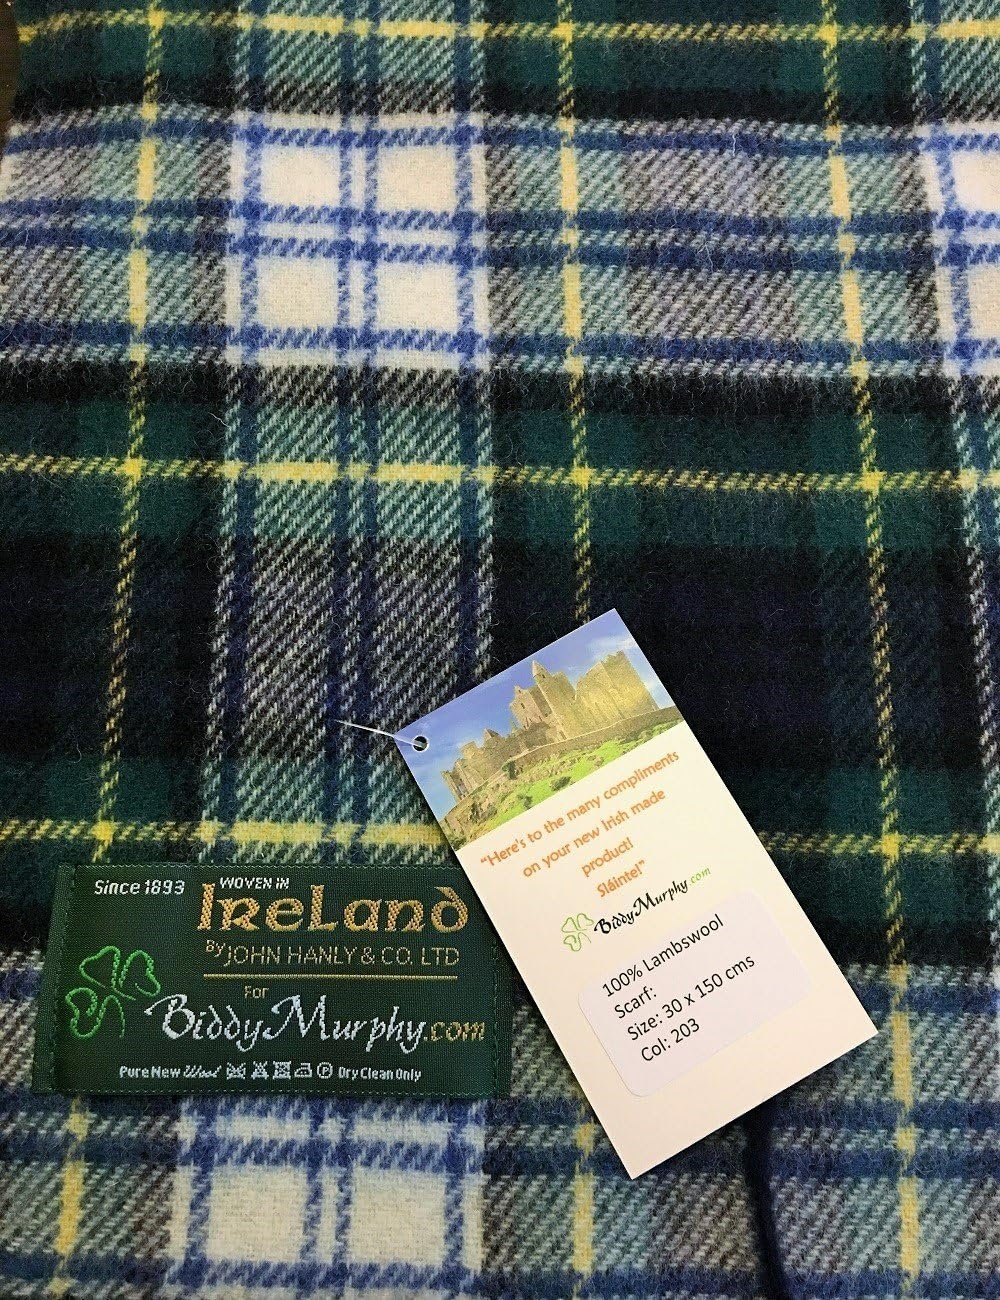 Since 1893
WOVEN IN
IreLand
By JOHN HANLY & CO. LTD
For
BiddyMurphy.com
Pure New Wool
Dry Clean Only
"Here's to the many compliments
on your new Irish made
product!
Sláinte!"
BiddyMurphy.com
100% Lambswool
Scarf:
Size: 30 x 150 cms
Col: 203